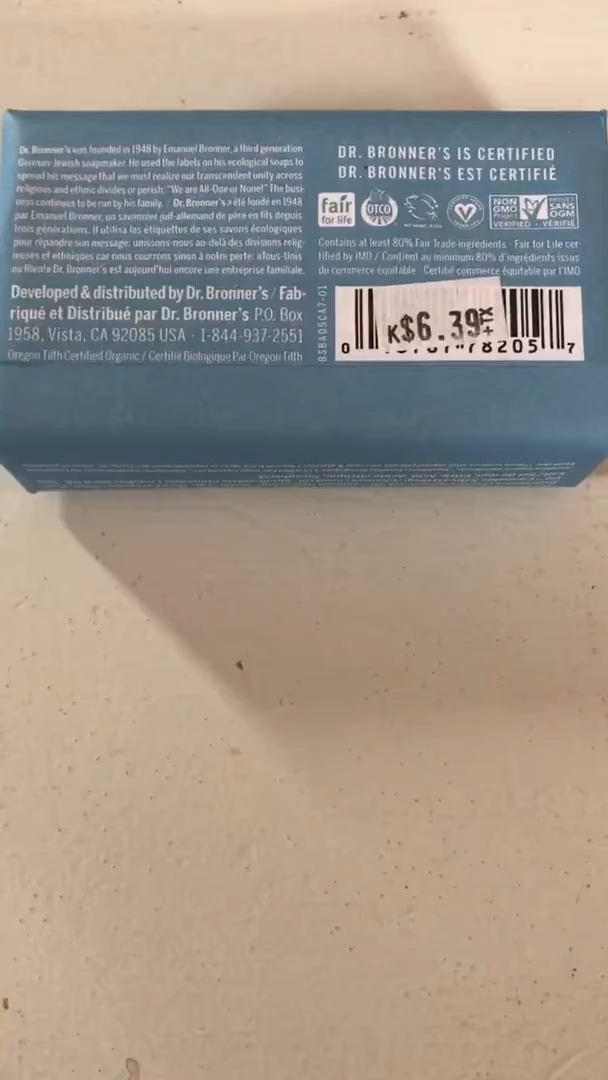 Dr. Bronner's was founded in 1948 by Emanuel Bronner, a third generation
German-Jewish soapmaker. He used the labels on his ecological soaps to
spread his message that we must realize our transcendent unity across
religious and ethnic divides or perish: "We are All-One or None!" The busi-
ness continues to be run by his family. / Dr. Bronner's a été fondé en 1948
par Emanuel Bronner, un savonnier juif-allemand de père en fils depuis
trois générations. Il utilisa les étiquettes de ses savons écologiques
pour répandre son message: unissons-nous au-delà des divisions relig-
ieuses et ethniques car nous courrons sinon à notre perte: «Tous-Unis
ou Rien!» Dr. Bronner's est aujourd'hui encore une entreprise familiale.
Developed & distributed by Dr. Bronner's / Fab-
riqué et Distribué par Dr. Bronner's P.O. Box
1958, Vista, CA 92085 USA · 1-844-937-2551
Oregon Tilth Certified Organic / Certifié Biologique Par Oregon Tilth
DR. BRONNER'S IS CERTIFIED
DR. BRONNER'S EST CERTIFIÉ
fair
for life
OTCO
NON
GMO
Project
VERIFIED
PROJET
SANS
OGM
VÉRIFIÉ
Contains at least 80% Fair Trade ingredients · Fair for Life cer-
tified by IMO / Contient au minimum 80% d'ingrédients issus
du commerce équitable Certifié commerce équitable par l'IMO
BSBA05CA7-01
K$6.39
0 78205 7